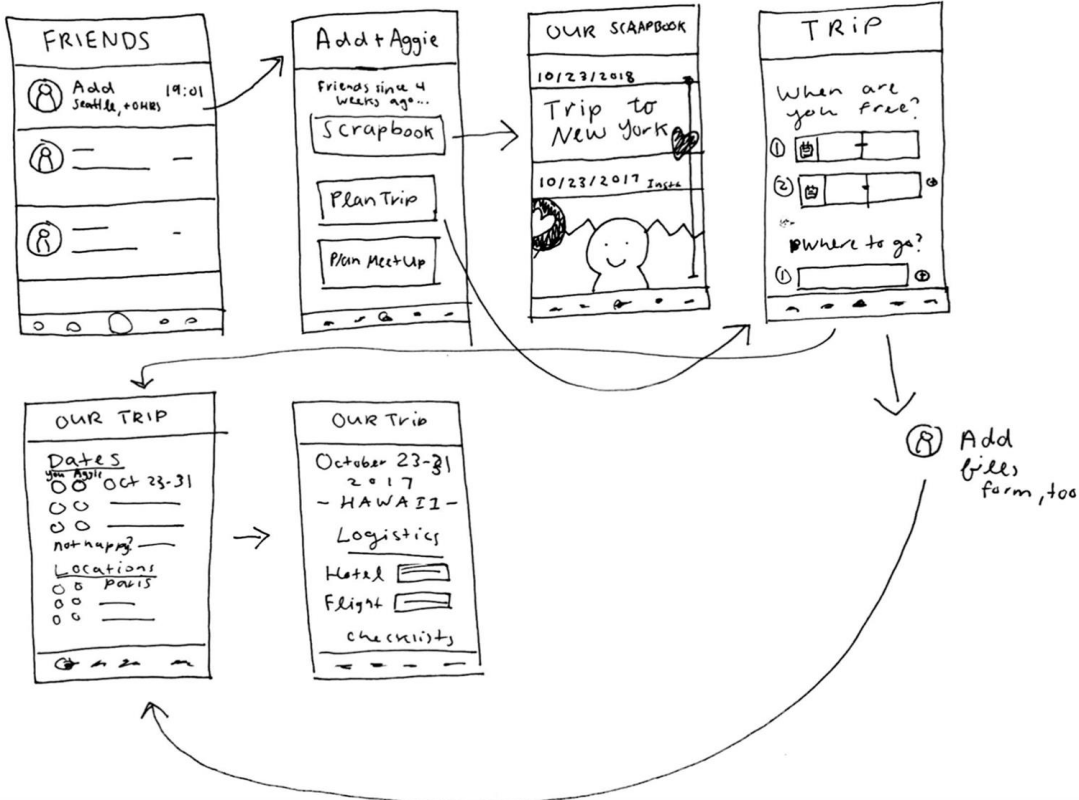 FRIENDS
Add 19:01
Seattle, +0HRS
Add + Aggie
Friends since 4
weeks ago...
Scrapbook
Plan Trip
Plan MeetUp
OUR SCRAPBOOK
10/23/2018
Trip to
New York
10/23/2017 Insta
TRiP
When are
you free?
1
2
Where to go?
1
Add
fills
form, too
OUR TRIP
Dates
you Aggie
Oct 23-31
not happy?
Locations
paris
OUR Trip
October 23-31
2017
- HAWAII -
Logistics
Hotel
Flight
checklists